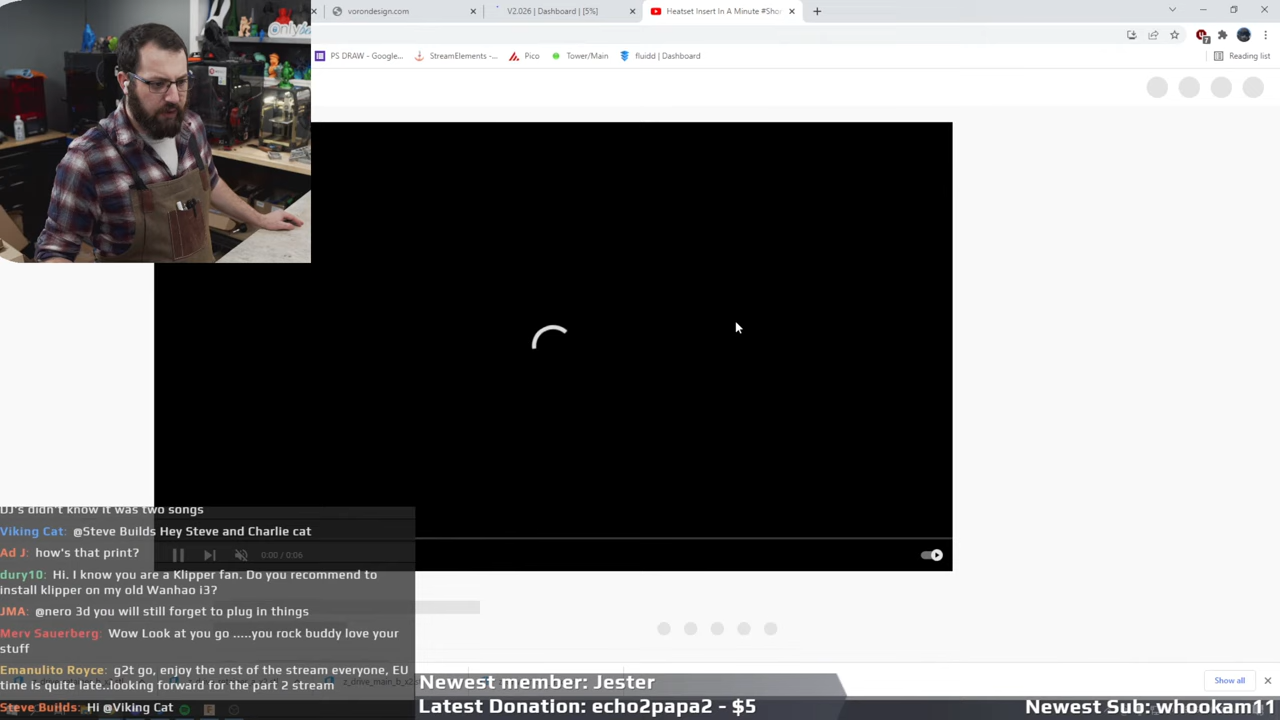 vorondesign.com
V2.026 | Dashboard | [5%]
Heatset Insert In A Minute #Shor
PS DRAW - Google...
StreamElements -...
Pico
Tower/Main
fluidd | Dashboard
Reading list
0:00 / 0:06
DJ's didn't know it was two songs
Viking Cat: @Steve Builds Hey Steve and Charlie cat
Ad J: how's that print?
dury10: Hi. I know you are a Klipper fan. Do you recommend to
install klipper on my old Wanhao i3?
JMA: @nero 3d you will still forget to plug in things
Merv Sauerberg: Wow Look at you go .....you rock buddy love your
stuff
Emanulito Royce: g2t go, enjoy the rest of the stream everyone, EU
time is quite late..looking forward for the part 2 stream
Steve Builds: Hi @Viking Cat
Show all
Newest member: Jester
Latest Donation: echo2papa2 - $5
Newest Sub: whookam11